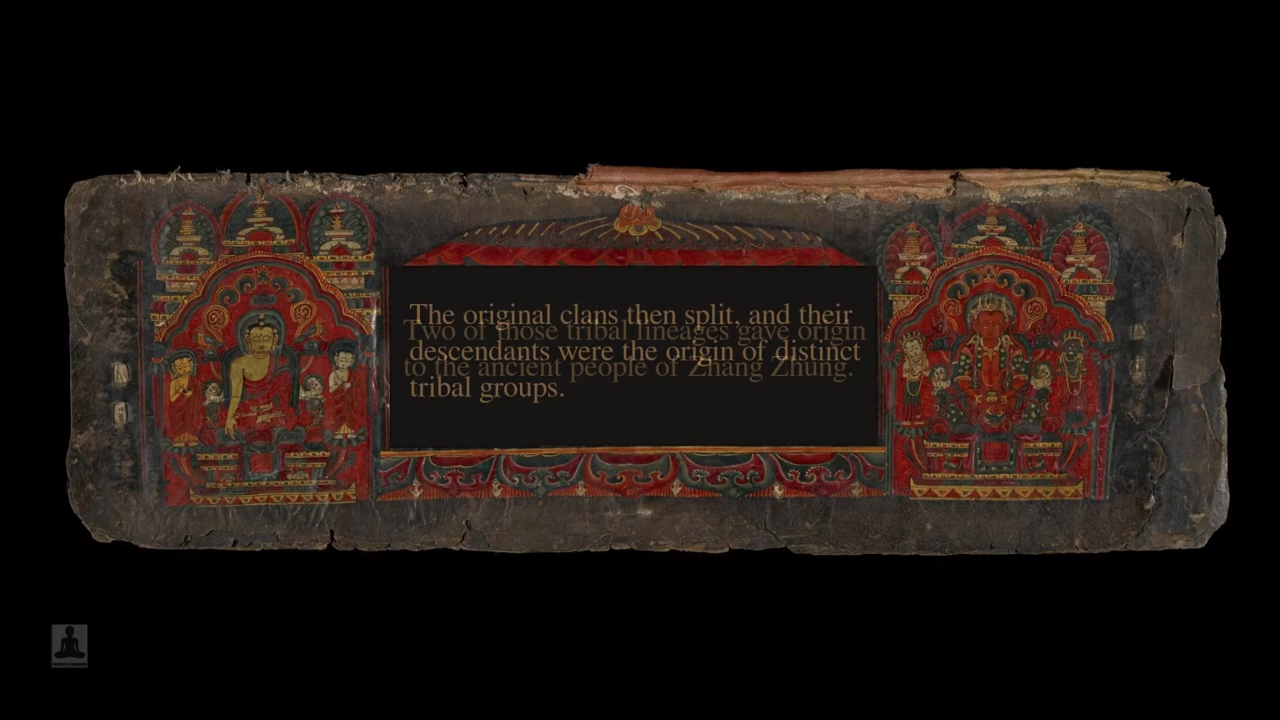 The original clans then split, and their
descendants were the origin of distinct
tribal groups.
Two of those tribal lineages gave origin
to the ancient people of Zhang Zhung.